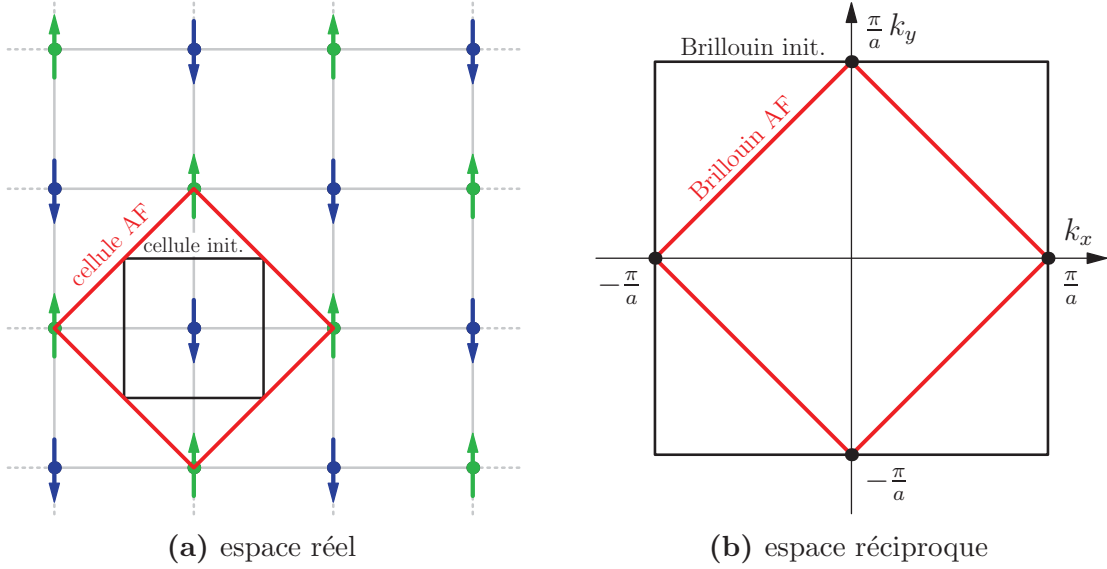 cellule AF
cellule init.
(a) espace réel
Brillouin init.
π/a k_y
Brillouin AF
k_x
−π/a
π/a
−π/a
(b) espace réciproque